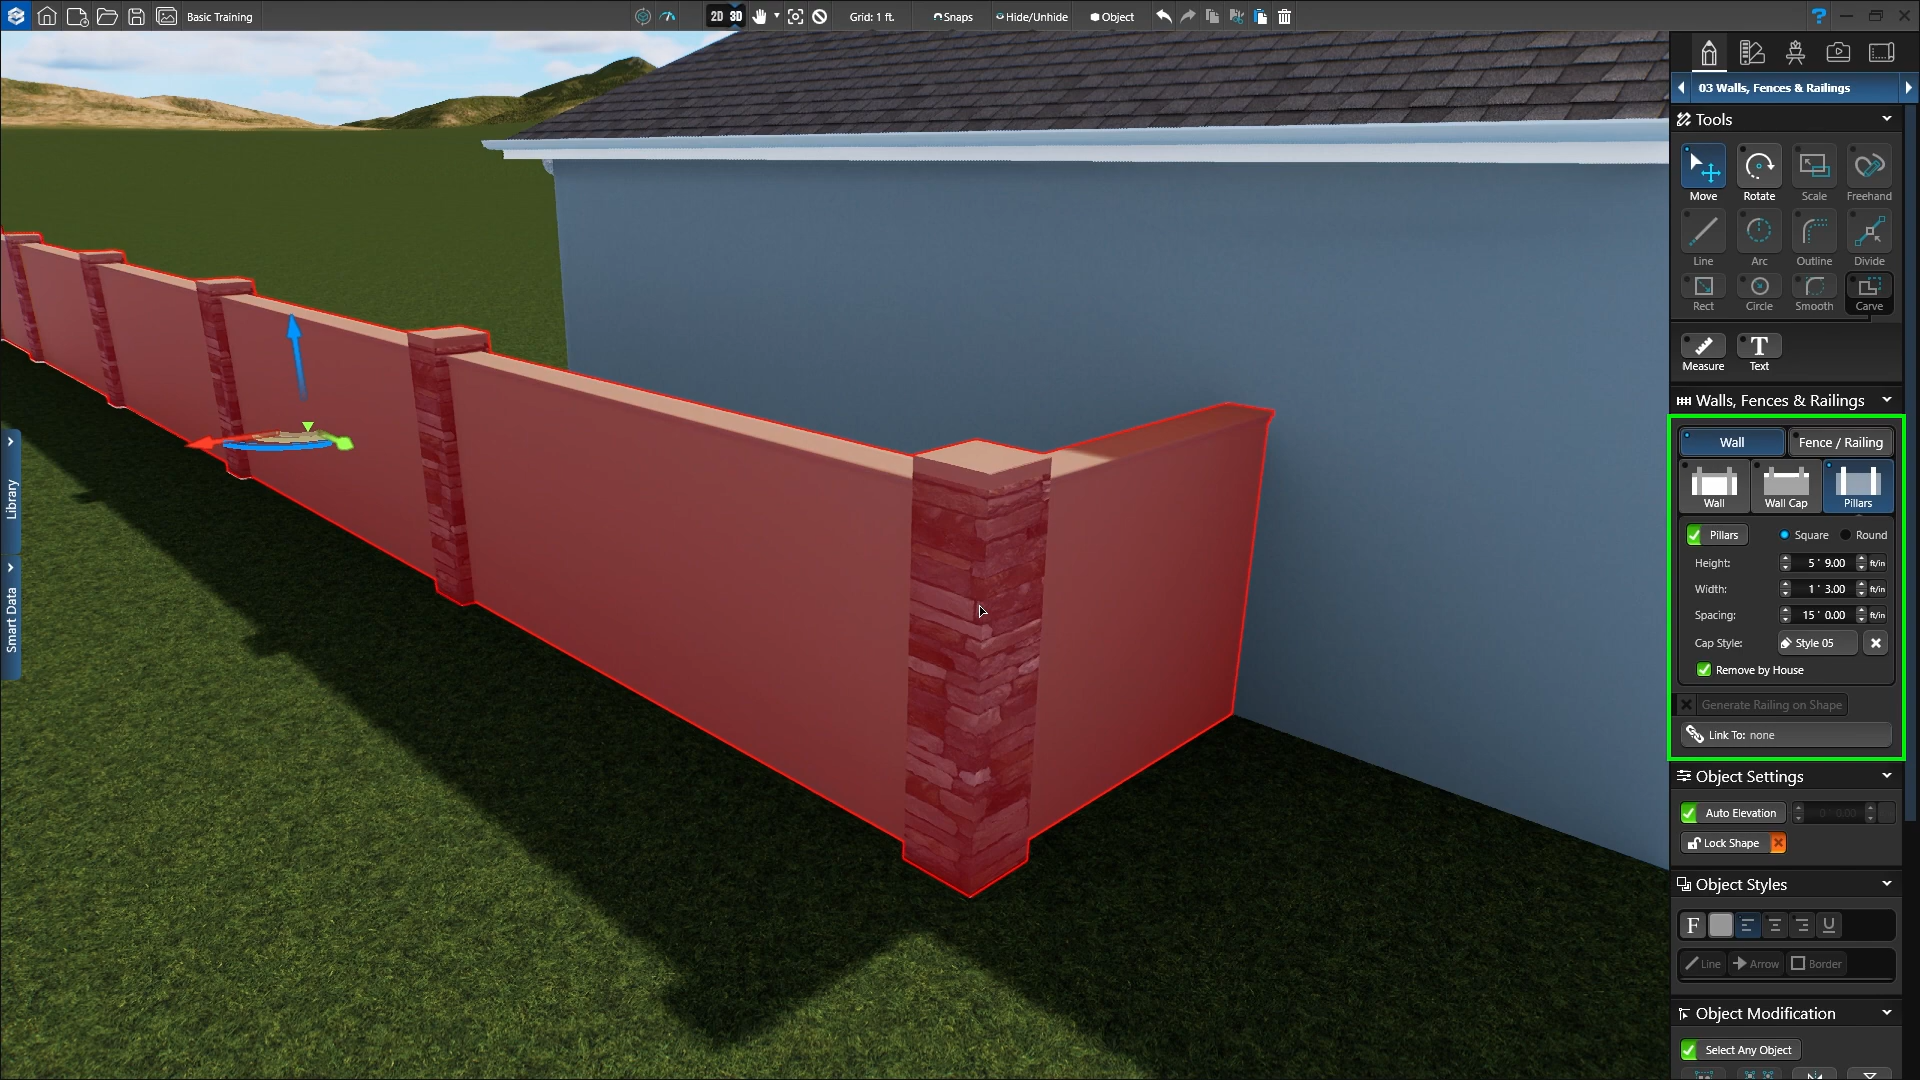 Basic Training
2D 3D
Grid: 1 ft.
Snaps
Hide/Unhide
Object
?
03 Walls, Fences & Railings
Tools
Move Rotate Scale Freehand
Line Arc Outline Divide
Rect Circle Smooth Carve
T
Measure Text
Walls, Fences & Railings
Wall Fence / Railing
Wall Wall Cap Pillars
Pillars Square Round
Height: 5 ' 9.00 ft/in
Width: 1 ' 3.00 ft/in
Spacing: 15 ' 0.00 ft/in
Cap Style: Style 05
Remove by House
Generate Railing on Shape
Link To: none
Object Settings
Auto Elevation 0 ' 0.00
Lock Shape
Object Styles
F U
Line Arrow Border
Object Modification
Select Any Object
Library
Smart Data